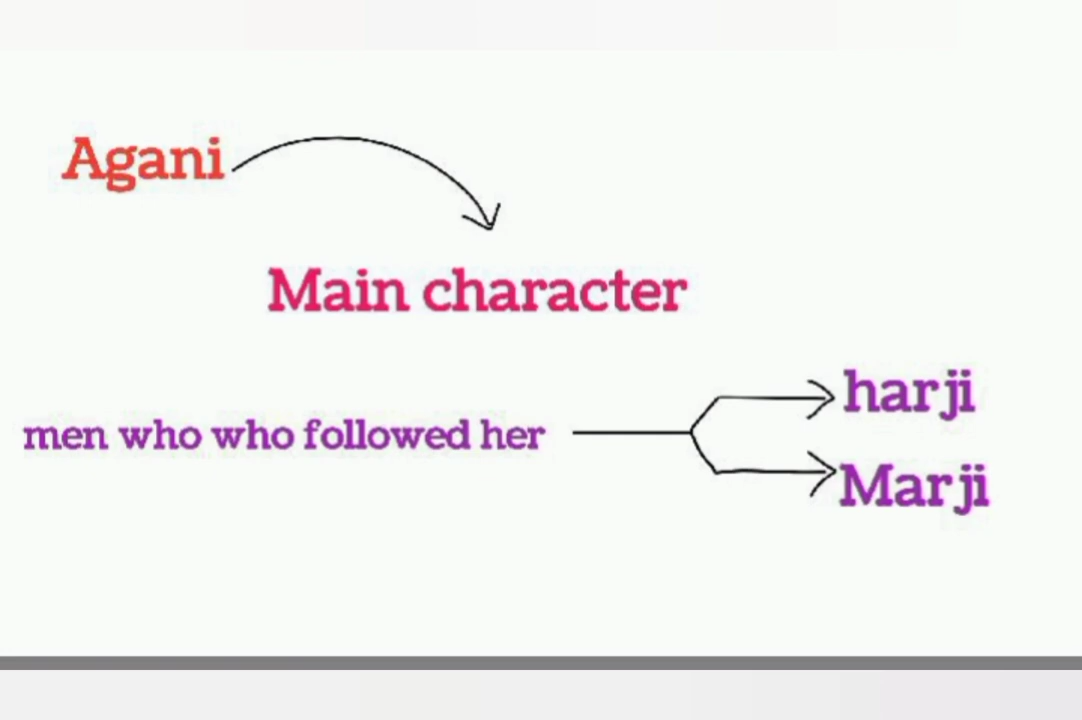 Agani
Main character
men who who followed her
harji
Marji